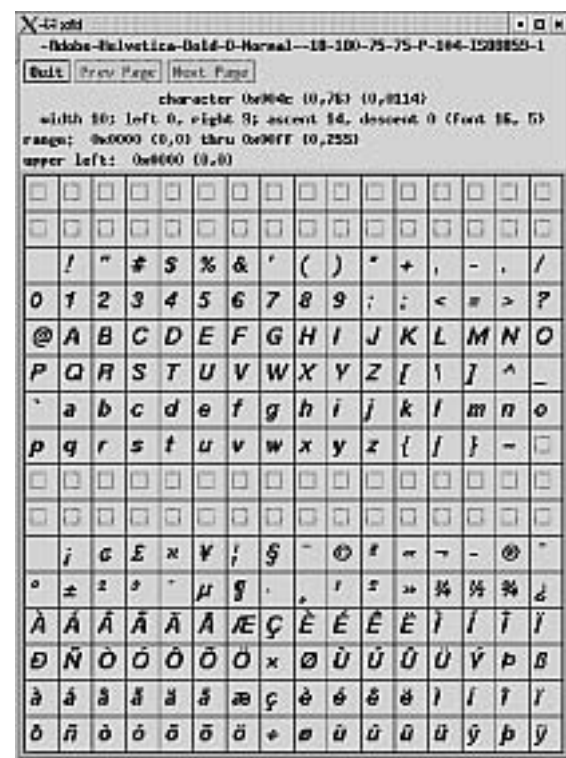 xfd
-Adobe-Helvetica-Bold-O-Normal--18-180-75-75-P-104-ISO8859-1
Quit Prev Page Next Page
character 0x004c (0,76) (0,0114)
width 10; left 0, right 9; ascent 14, descent 0 (font 16, 5)
range: 0x0000 (0,0) thru 0x00ff (0,255)
upper left: 0x0000 (0,0)
! " # $ % & ' ( ) * + , - . /
0 1 2 3 4 5 6 7 8 9 : ; < = > ?
@ A B C D E F G H I J K L M N O
P Q R S T U V W X Y Z [ \ ] ^ _
` a b c d e f g h i j k l m n o
p q r s t u v w x y z { | } ~
¡ ¢ £ ¤ ¥ ¦ § ¨ © ª « ¬ - ® ¯
° ± ² ³ ´ µ ¶ · ¸ ¹ º » ¼ ½ ¾ ¿
À Á Â Ã Ä Å Æ Ç È É Ê Ë Ì Í Î Ï
Ð Ñ Ò Ó Ô Õ Ö × Ø Ù Ú Û Ü Ý Þ ß
à á â ã ä å æ ç è é ê ë ì í î ï
ð ñ ò ó ô õ ö ÷ ø ù ú û ü ý þ ÿ